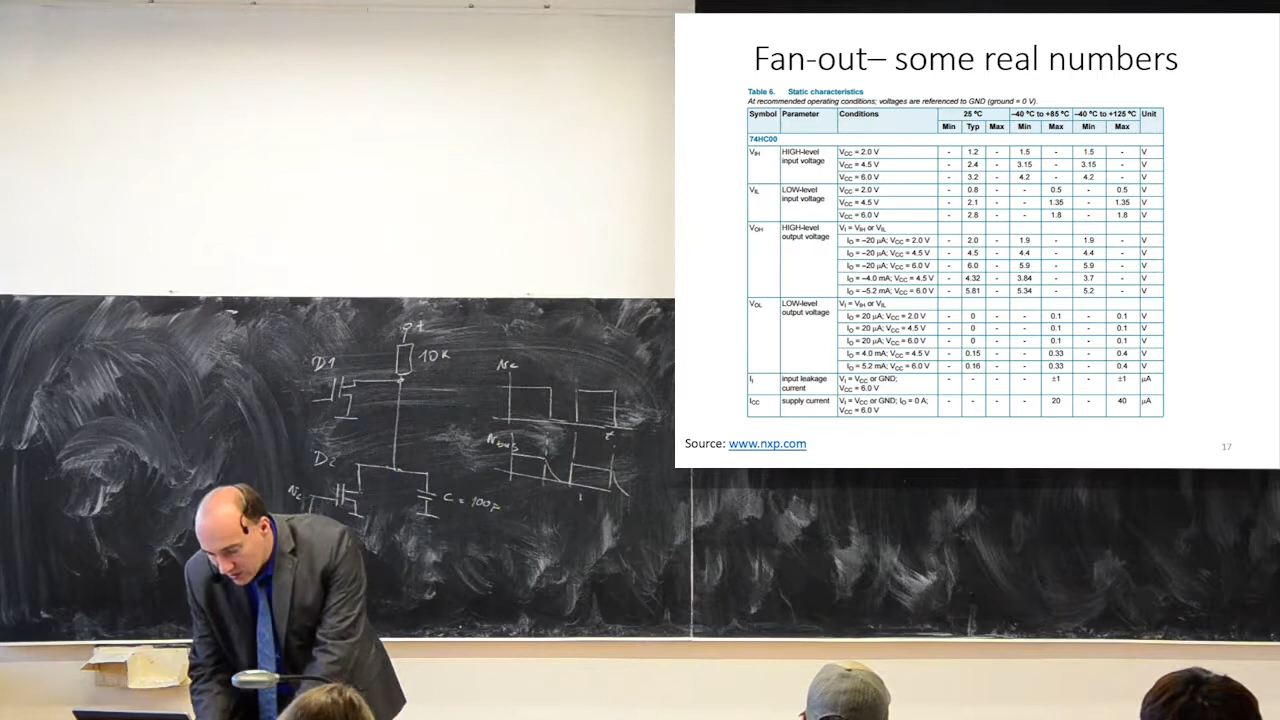 Fan-out– some real numbers
Table 6. Static characteristics
At recommended operating conditions; voltages are referenced to GND (ground = 0 V).
Symbol Parameter Conditions 25 °C –40 °C to +85 °C –40 °C to +125 °C Unit
Min Typ Max Min Max Min Max
74HC00
VIH HIGH-level input voltage VCC = 2.0 V - 1.2 - 1.5 - 1.5 - V
VCC = 4.5 V - 2.4 - 3.15 - 3.15 - V
VCC = 6.0 V - 3.2 - 4.2 - 4.2 - V
VIL LOW-level input voltage VCC = 2.0 V - 0.8 - - 0.5 - 0.5 V
VCC = 4.5 V - 2.1 - - 1.35 - 1.35 V
VCC = 6.0 V - 2.8 - - 1.8 - 1.8 V
VOH HIGH-level output voltage VI = VIH or VIL
IO = –20 μA; VCC = 2.0 V - 2.0 - 1.9 - 1.9 - V
IO = –20 μA; VCC = 4.5 V - 4.5 - 4.4 - 4.4 - V
IO = –20 μA; VCC = 6.0 V - 6.0 - 5.9 - 5.9 - V
IO = –4.0 mA; VCC = 4.5 V - 4.32 - 3.84 - 3.7 - V
IO = –5.2 mA; VCC = 6.0 V - 5.81 - 5.34 - 5.2 - V
VOL LOW-level output voltage VI = VIH or VIL
IO = 20 μA; VCC = 2.0 V - 0 - - 0.1 - 0.1 V
IO = 20 μA; VCC = 4.5 V - 0 - - 0.1 - 0.1 V
IO = 20 μA; VCC = 6.0 V - 0 - - 0.1 - 0.1 V
IO = 4.0 mA; VCC = 4.5 V - 0.15 - - 0.33 - 0.4 V
IO = 5.2 mA; VCC = 6.0 V - 0.16 - - 0.33 - 0.4 V
II input leakage current VI = VCC or GND; VCC = 6.0 V - - - - ±1 - ±1 μA
ICC supply current VI = VCC or GND; IO = 0 A; VCC = 6.0 V - - - - 20 - 40 μA
Source: www.nxp.com
17
10K
D1
D2
C = 100p
Nc
Nc
Nbus
t